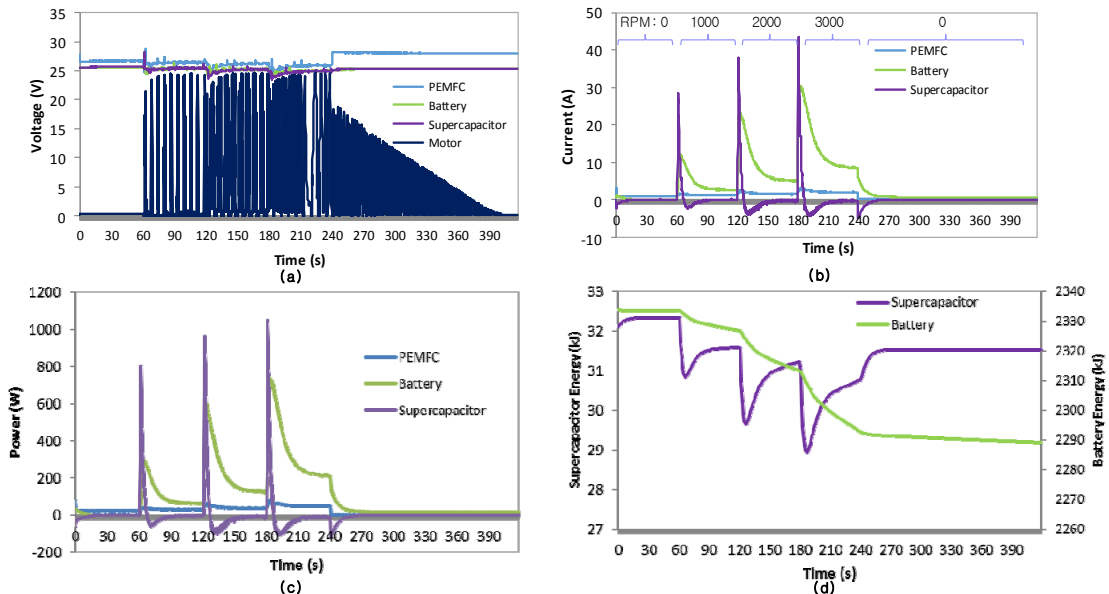 35
30
25
20
15
10
5
0
Voltage (V)
PEMFC
Battery
Supercapacitor
Motor
0 30 60 90 120 150 180 210 240 270 300 330 360 390
Time (s)
(a)
50
40
30
20
10
0
-10
Current (A)
RPM: 0 1000 2000 3000 0
PEMFC
Battery
Supercapacitor
0 30 60 90 120 150 180 210 240 270 300 330 360 390
Time (s)
(b)
1200
1000
800
600
400
200
0
-200
Power (W)
PEMFC
Battery
Supercapacitor
0 30 60 90 120 150 180 210 240 270 300 330 360 390
Time (s)
(c)
33
32
31
30
29
28
27
Supercapacitor Energy (kJ)
Supercapacitor
Battery
2340
2330
2320
2310
2300
2290
2280
2270
2260
Battery Energy (kJ)
0 30 60 90 120 150 180 210 240 270 300 330 360 390
Time (s)
(d)